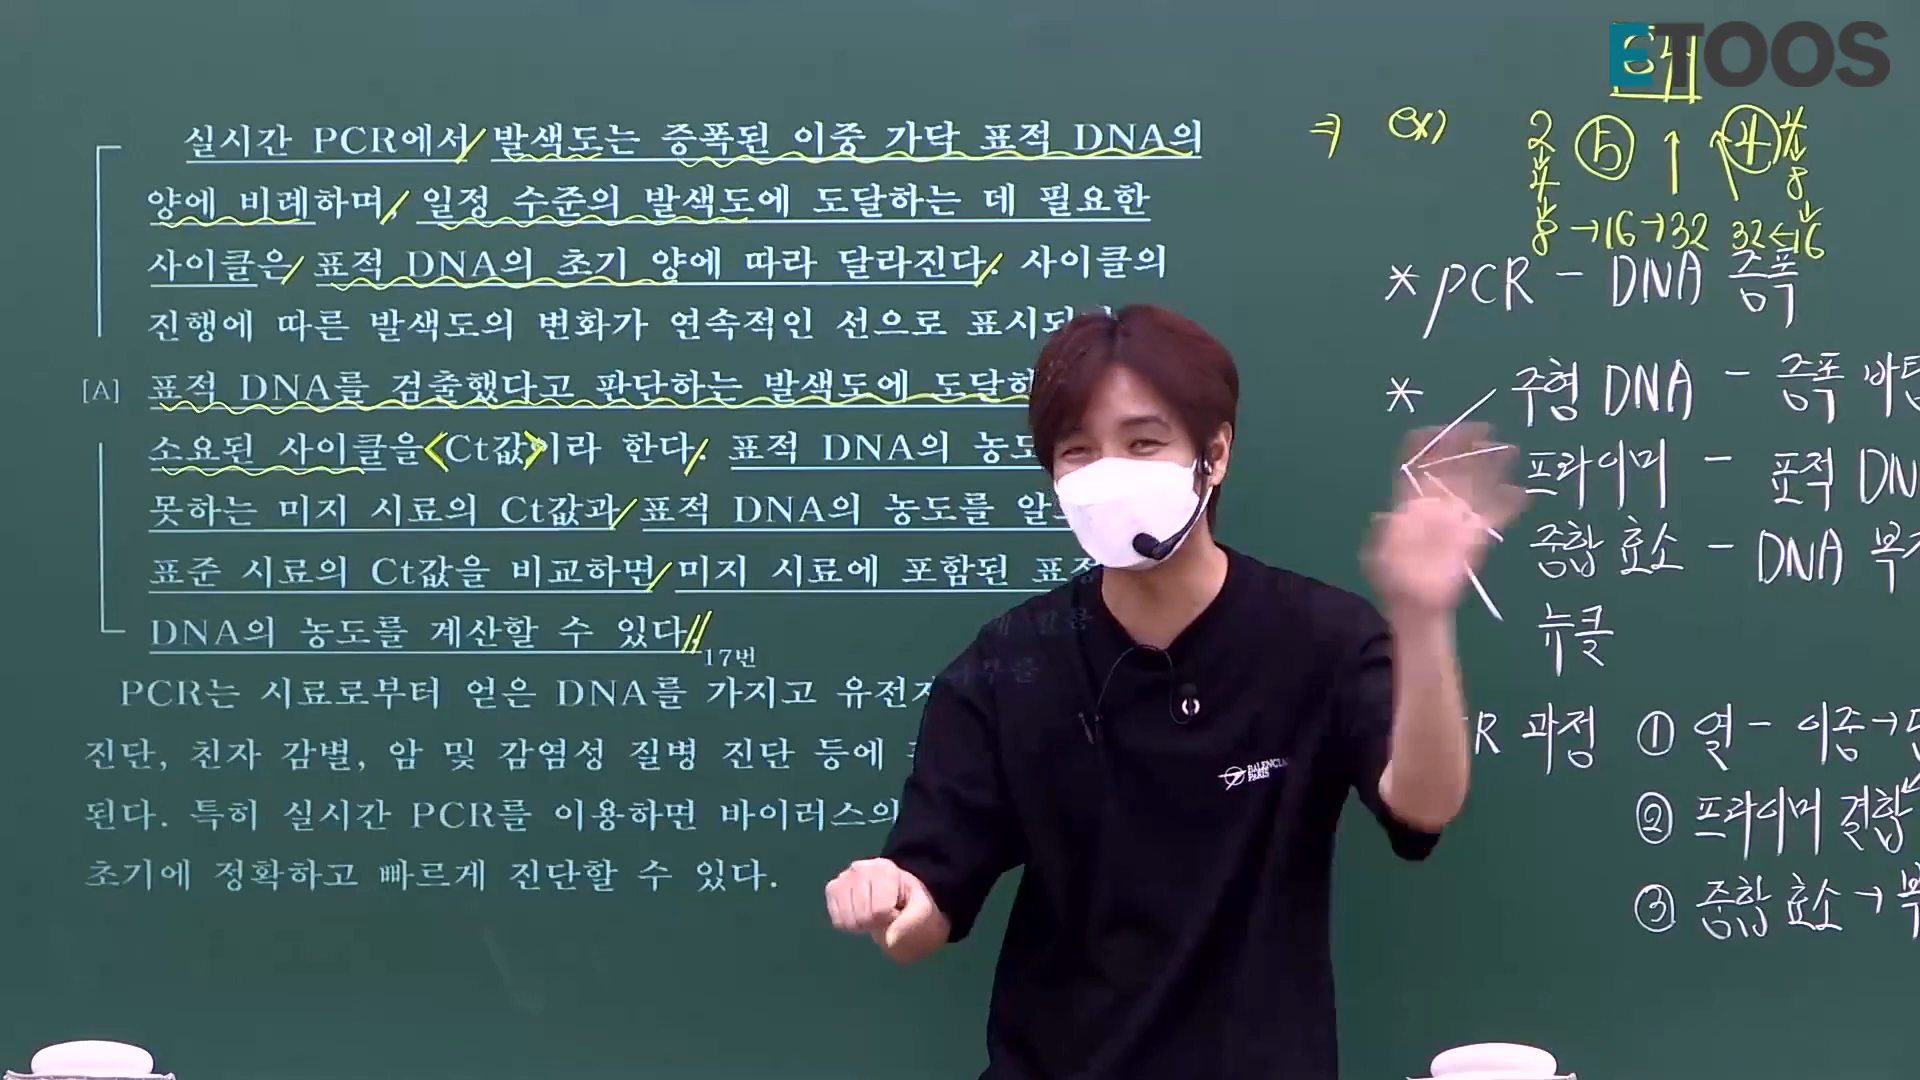 ETOOS
64
실시간 PCR에서 발색도는 증폭된 이중 가닥 표적 DNA의
양에 비례하며, 일정 수준의 발색도에 도달하는 데 필요한
사이클은 표적 DNA의 초기 양에 따라 달라진다. 사이클의
진행에 따른 발색도의 변화가 연속적인 선으로
[A] 표적 DNA를 검출했다고 판단하는 발색도에
소요된 사이클을 <Ct값>이라 한다. 표적 DNA의
못하는 미지 시료의 Ct값과 표적 DNA의 농도를
표준 시료의 Ct값을 비교하면 미지 시료에 포함된
DNA의 농도를 계산할 수 있다.
17번
PCR는 시료로부터 얻은 DNA를 가지고
진단, 친자 감별, 암 및 감염성 질병 진단 등에
된다. 특히 실시간 PCR를 이용하면 바이러스의
초기에 정확하고 빠르게 진단할 수 있다.
⇒ ex)
2 ⑤ ↑ ④ 4
4 8
8 →16→32 32←16
* PCR - DNA 증폭
* 주형 DNA - 증폭
프라이머 - 표적
중합 효소 - DNA
뉴클
과정 ① 열 - 이중→
② 프라이머 결합
③ 중합 효소 →
BALENCIA
PARIS